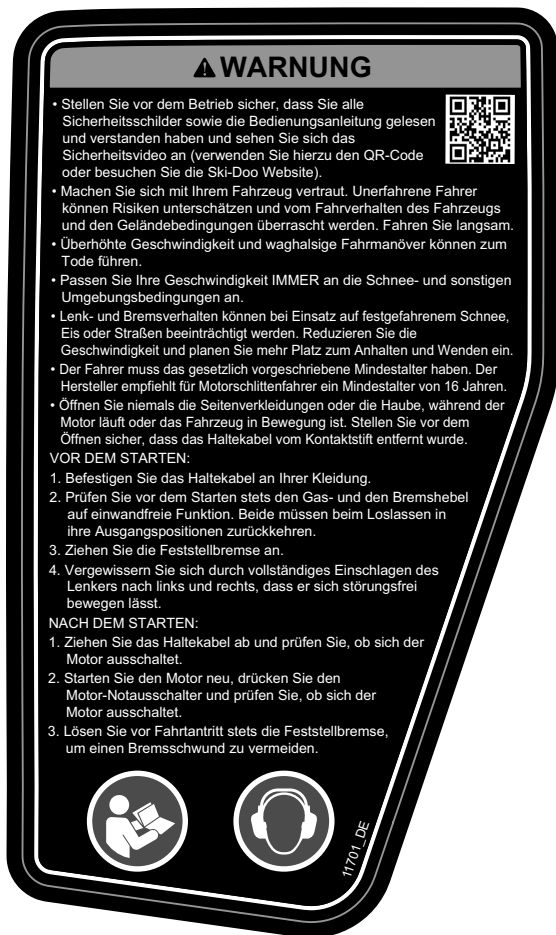 WARNUNG
• Stellen Sie vor dem Betrieb sicher, dass Sie alle
Sicherheitsschilder sowie die Bedienungsanleitung gelesen
und verstanden haben und sehen Sie sich das
Sicherheitsvideo an (verwenden Sie hierzu den QR-Code
oder besuchen Sie die Ski-Doo Website).
• Machen Sie sich mit Ihrem Fahrzeug vertraut. Unerfahrene Fahrer
können Risiken unterschätzen und vom Fahrverhalten des Fahrzeugs
und den Geländebedingungen überrascht werden. Fahren Sie langsam.
• Überhöhte Geschwindigkeit und waghalsige Fahrmanöver können zum
Tode führen.
• Passen Sie Ihre Geschwindigkeit IMMER an die Schnee- und sonstigen
Umgebungsbedingungen an.
• Lenk- und Bremsverhalten können bei Einsatz auf festgefahrenem Schnee,
Eis oder Straßen beeinträchtigt werden. Reduzieren Sie die
Geschwindigkeit und planen Sie mehr Platz zum Anhalten und Wenden ein.
• Der Fahrer muss das gesetzlich vorgeschriebene Mindestalter haben. Der
Hersteller empfiehlt für Motorschlittenfahrer ein Mindestalter von 16 Jahren.
• Öffnen Sie niemals die Seitenverkleidungen oder die Haube, während der
Motor läuft oder das Fahrzeug in Bewegung ist. Stellen Sie vor dem
Öffnen sicher, dass das Haltekabel vom Kontaktstift entfernt wurde.
VOR DEM STARTEN:
1. Befestigen Sie das Haltekabel an Ihrer Kleidung.
2. Prüfen Sie vor dem Starten stets den Gas- und den Bremshebel
auf einwandfreie Funktion. Beide müssen beim Loslassen in
ihre Ausgangspositionen zurückkehren.
3. Ziehen Sie die Feststellbremse an.
4. Vergewissern Sie sich durch vollständiges Einschlagen des
Lenkers nach links und rechts, dass er sich störungsfrei
bewegen lässt.
NACH DEM STARTEN:
1. Ziehen Sie das Haltekabel ab und prüfen Sie, ob sich der
Motor ausschaltet.
2. Starten Sie den Motor neu, drücken Sie den
Motor-Notausschalter und prüfen Sie, ob sich der
Motor ausschaltet.
3. Lösen Sie vor Fahrtantritt stets die Feststellbremse,
um einen Bremsschwund zu vermeiden.
11701_DE